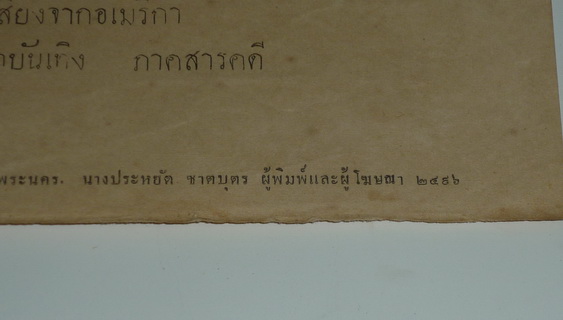 สียงจากอเมริกา
บันเทิง ภาคสารคดี
พระนคร. นางประหยัด ชาตบุตร ผู้พิมพ์และผู้โฆษณา ๒๔๙๖